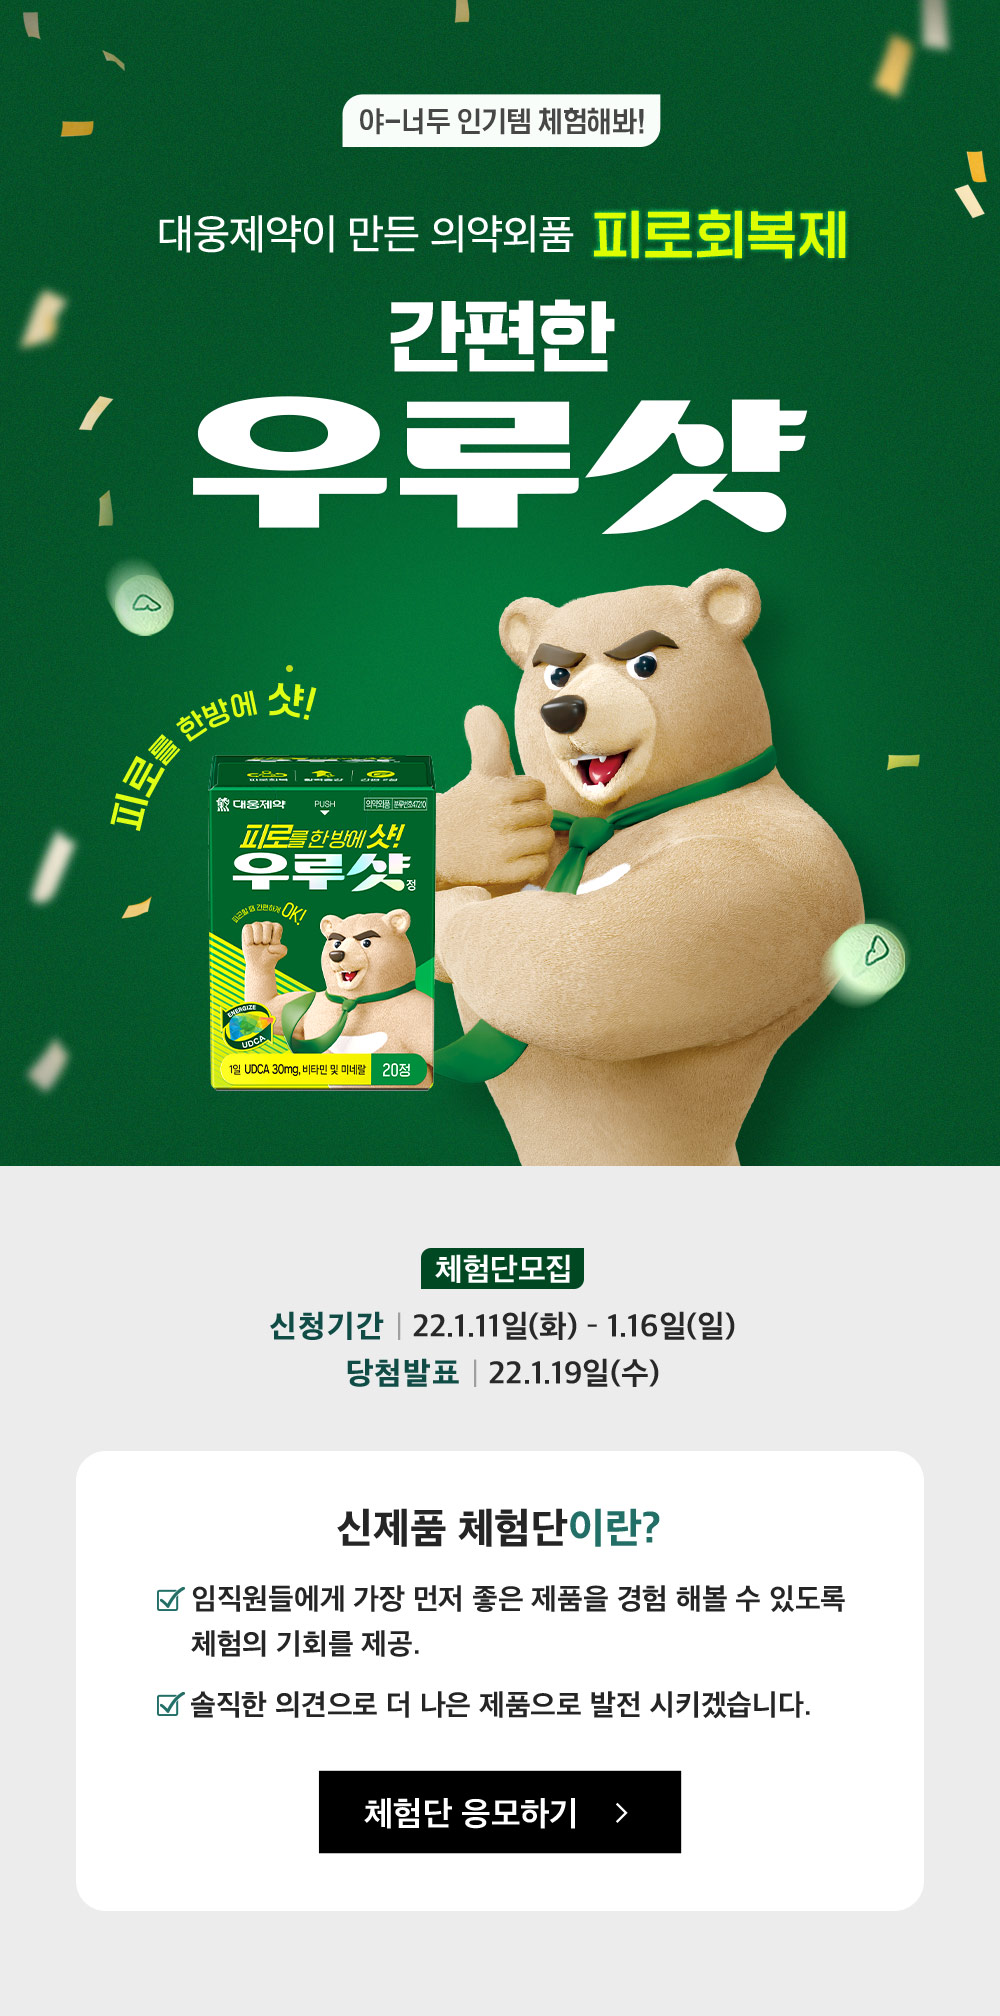 야-너두 인기템 체험해봐!
대웅제약이 만든 의약외품 피로회복제
간편한
우루샷
피로를 한방에 샷!
대웅제약
PUSH
의약외품
피로를 한방에 샷!
우루샷정
피곤할 때 간편하게 OK!
ENERGIZE
UDCA
1일 UDCA 30mg, 비타민 및 미네랄
20정
체험단모집
신청기간 | 22.1.11일(화) - 1.16일(일)
당첨발표 | 22.1.19일(수)
신제품 체험단이란?
임직원들에게 가장 먼저 좋은 제품을 경험 해볼 수 있도록
체험의 기회를 제공.
솔직한 의견으로 더 나은 제품으로 발전 시키겠습니다.
체험단 응모하기 >